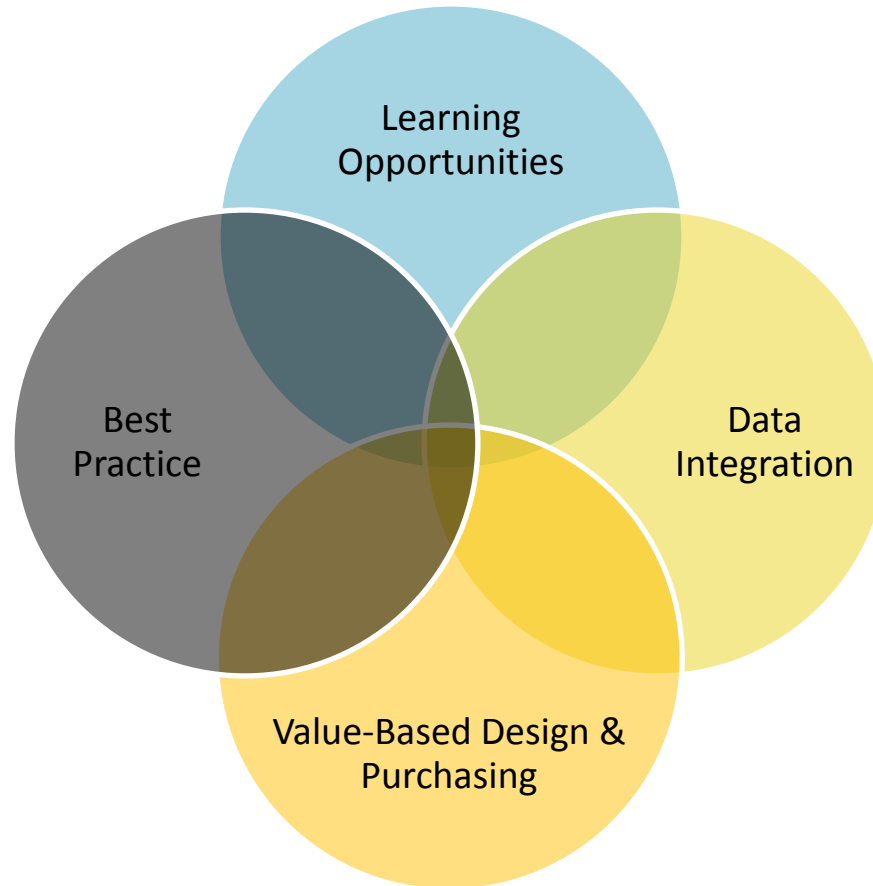 Learning
Opportunities
Best
Practice
Data
Integration
Value-Based Design &
Purchasing